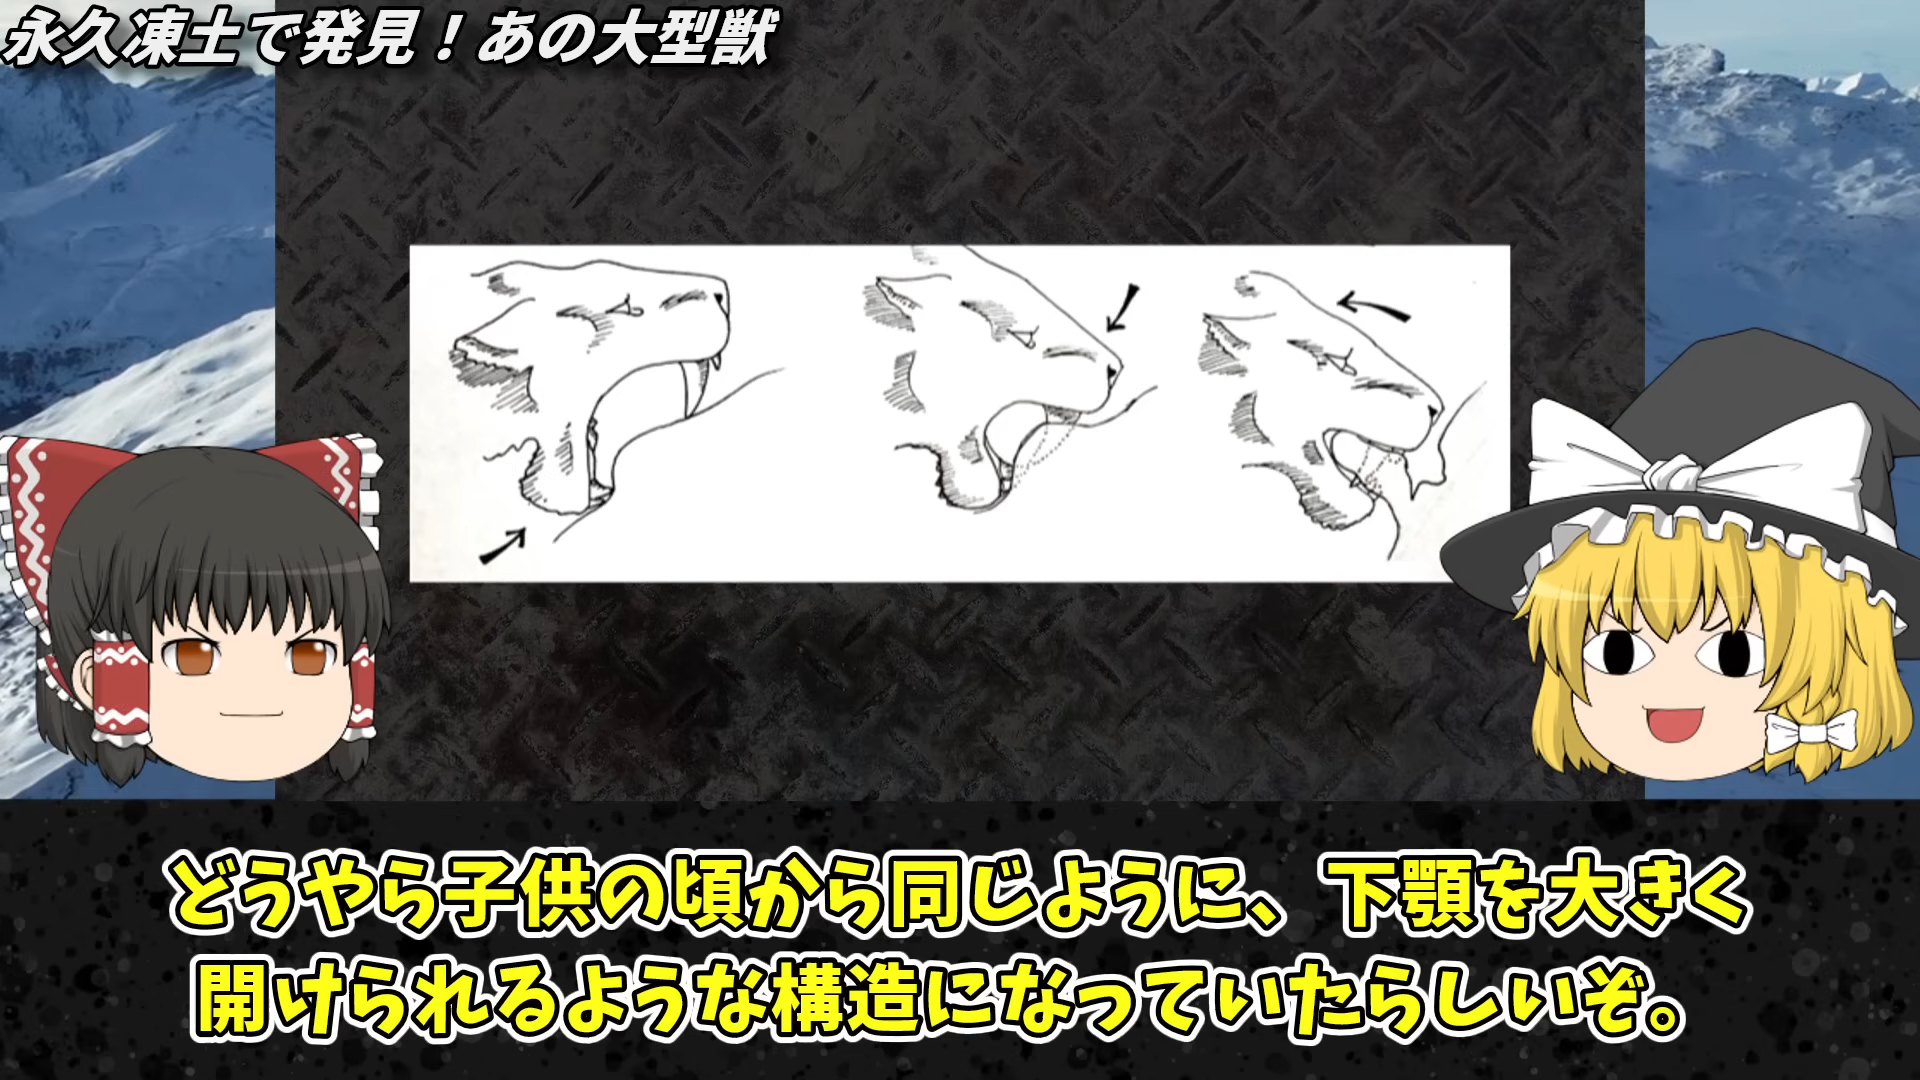 永久凍土で発見！あの大型獣
どうやら子供の頃から同じように、下顎を大きく
開けられるような構造になっていたらしいぞ。